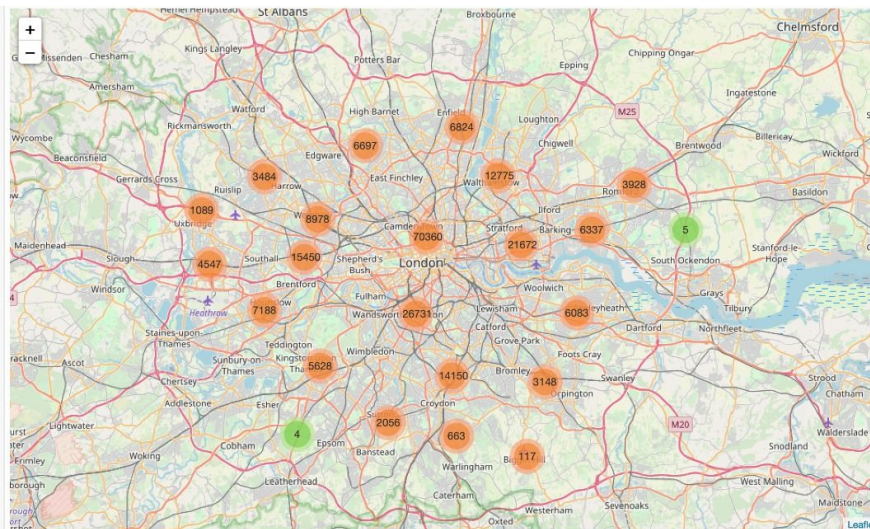 Hemel Hempstead
St Albans
Broxbourne
Chelmsford
+
−
Kings Langley
Chesham
Potters Bar
Epping
Chipping Ongar
Amersham
Ingatestone
Watford
High Barnet
Enfield
6824
Loughton
M25
Rickmansworth
6697
Chigwell
Brentwood
Billericay
Wycombe
Edgware
Beaconsfield
East Finchley
12775
Wickford
Gerrards Cross
3484
Harrow
3928
Basildon
Ruislip
Ilford
1089
Uxbridge
8978
70360
Stratford
Barking
6337
5
Maidenhead
21672
Slough
4547
Southall
15450
Shepherd's
Bush
London
South Ockendon
Stanford-le-
Hope
Windsor
Brentford
Woolwich
Grays
Heathrow
7188
Fulham
Tilbury
26731
Lewisham
6083
Staines-upon-
Thames
Catford
Dartford
Northfleet
Teddington
Wimbledon
Grove Park
Foots Cray
Ascot
Sunbury-on
Thames
5628
Chertsey
14150
Bromley
3148
Swanley
Strood
Addlestone
Esher
Croydon
Orpington
Chatham
Lightwater
2056
M20
4
Cobham
Epsom
663
Walderslade
Woking
Banstead
117
Snodland
Frimley
Warlingham
Leatherhead
West Malling
Caterham
Sevenoaks
Maidstone
Westerham
Oxted